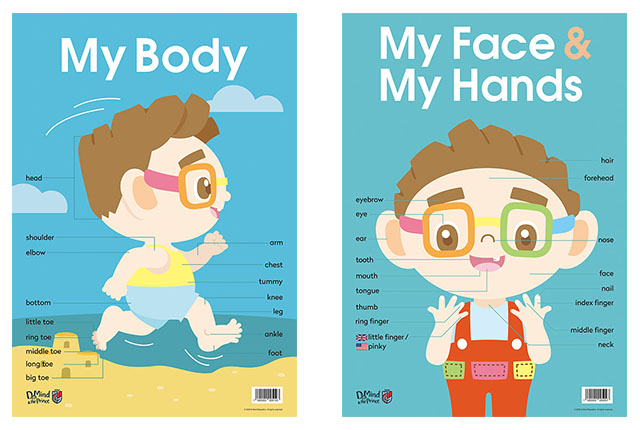 My Body
head
shoulder
elbow
bottom
little toe
ring toe
middle toe
long toe
big toe
arm
chest
tummy
knee
leg
ankle
foot
My Face &
My Hands
eyebrow
eye
ear
tooth
mouth
tongue
thumb
ring finger
little finger/
pinky
hair
forehead
nose
face
nail
index finger
middle finger
neck